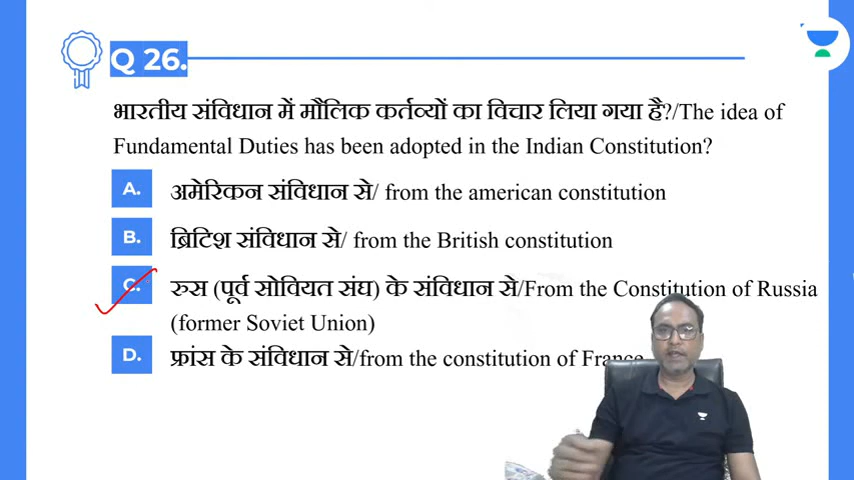 Q 26.
भारतीय संविधान में मौलिक कर्तव्यों का विचार लिया गया है?/The idea of
Fundamental Duties has been adopted in the Indian Constitution?
A. अमेरिकन संविधान से/ from the american constitution
B. ब्रिटिश संविधान से/ from the British constitution
C. रुस (पूर्व सोवियत संघ) के संविधान से/From the Constitution of Russia
(former Soviet Union)
D. फ्रांस के संविधान से/from the constitution of France